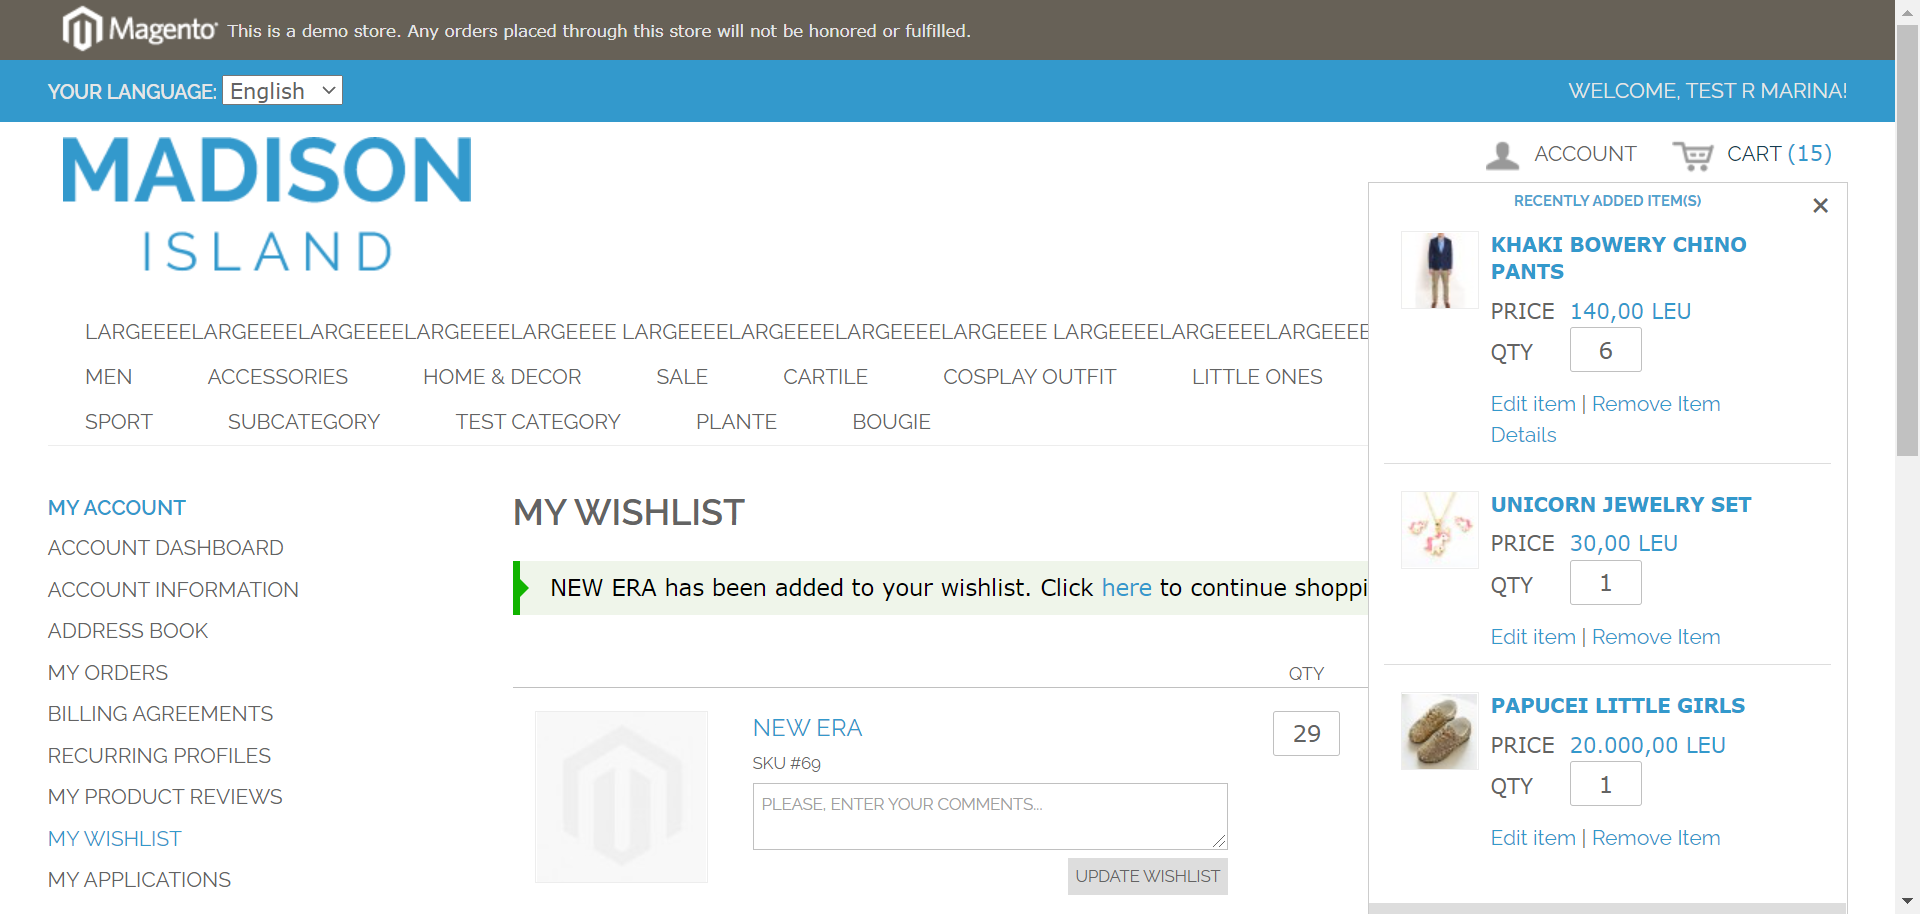 Magento This is a demo store. Any orders placed through this store will not be honored or fulfilled.
YOUR LANGUAGE: English
WELCOME, TEST R MARINA!
MADISON
ISLAND
ACCOUNT
CART (15)
RECENTLY ADDED ITEM(S)
×
KHAKI BOWERY CHINO
PANTS
PRICE 140,00 LEU
QTY 6
Edit item | Remove Item
Details
UNICORN JEWELRY SET
PRICE 30,00 LEU
QTY 1
Edit item | Remove Item
PAPUCEI LITTLE GIRLS
PRICE 20.000,00 LEU
QTY 1
Edit item | Remove Item
LARGEEEELARGEEEELARGEEEELARGEEEELARGEEEE LARGEEEELARGEEEELARGEEEELARGEEEE LARGEEEELARGEEEELARGEEEE
MEN ACCESSORIES HOME & DECOR SALE CARTILE COSPLAY OUTFIT LITTLE ONES
SPORT SUBCATEGORY TEST CATEGORY PLANTE BOUGIE
MY ACCOUNT
ACCOUNT DASHBOARD
ACCOUNT INFORMATION
ADDRESS BOOK
MY ORDERS
BILLING AGREEMENTS
RECURRING PROFILES
MY PRODUCT REVIEWS
MY WISHLIST
MY APPLICATIONS
MY WISHLIST
NEW ERA has been added to your wishlist. Click here to continue shoppi
QTY
NEW ERA
SKU #69
29
PLEASE, ENTER YOUR COMMENTS...
UPDATE WISHLIST